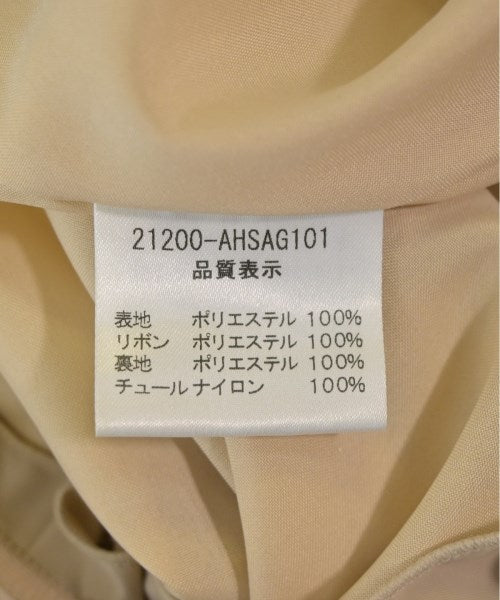 21200-AHSAG101
品質表示
表地 ポリエステル 100%
リボン ポリエステル 100%
裏地 ポリエステル 100%
チュール ナイロン 100%